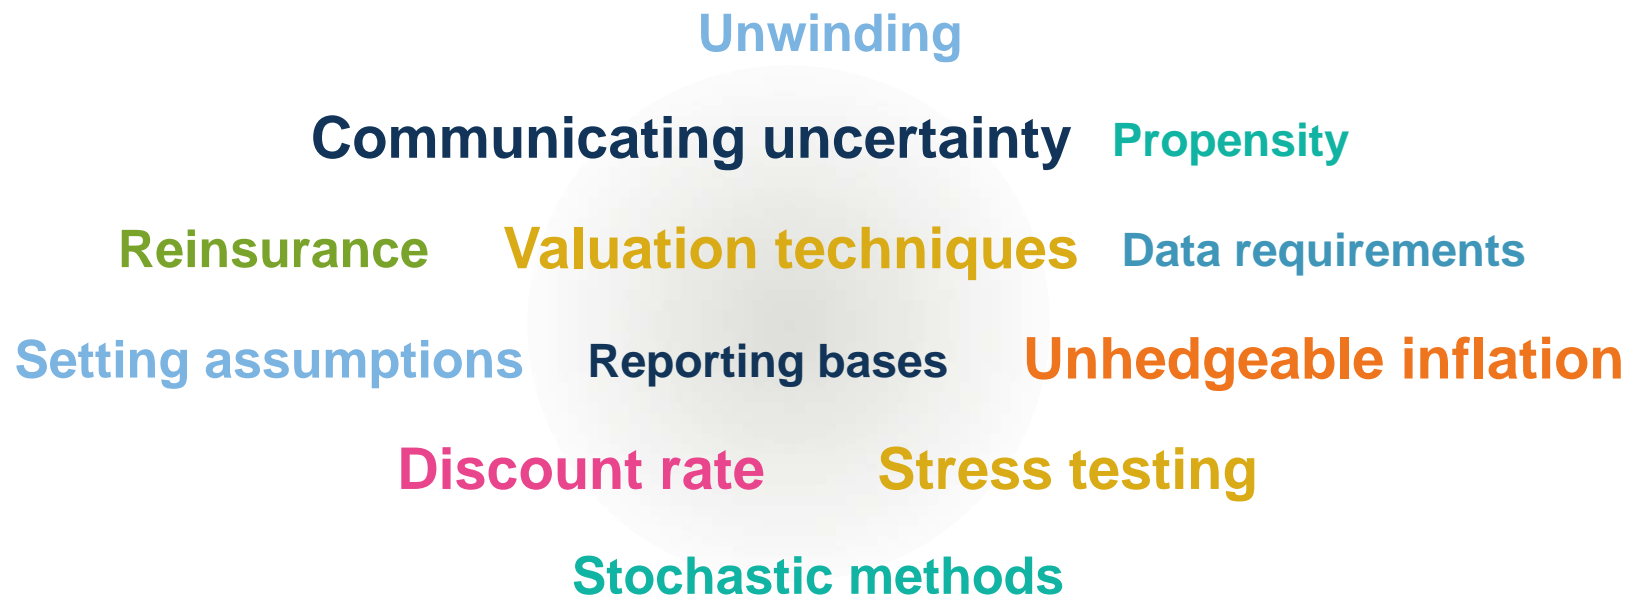 Unwinding
Communicating uncertainty Propensity
Reinsurance Valuation techniques Data requirements
Setting assumptions Reporting bases Unhedgeable inflation
Discount rate Stress testing
Stochastic methods